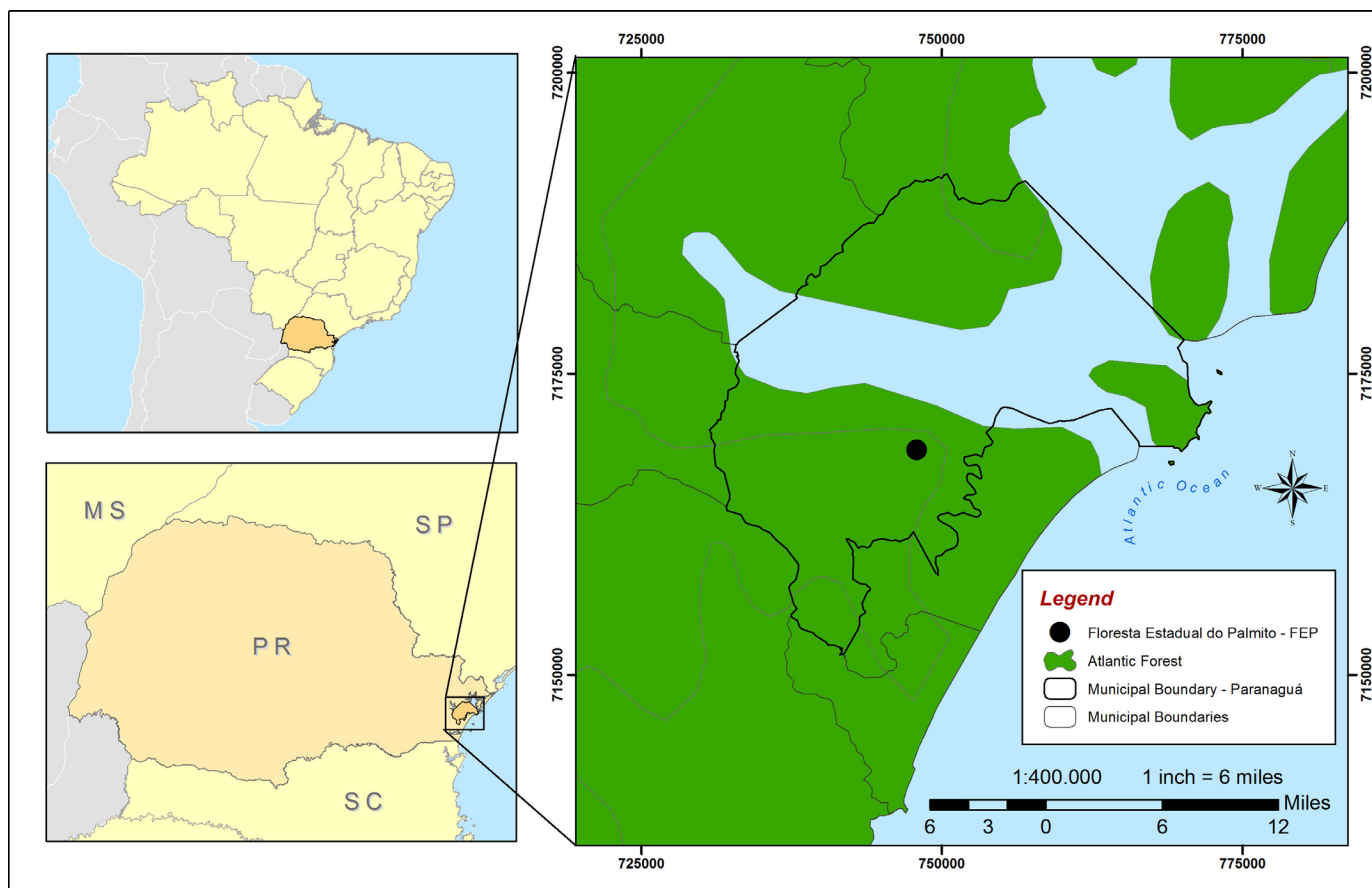 725000 750000 775000
7200000 7200000
7175000 7175000
7150000 7150000
MS
SP
PR
SC
Atlantic Ocean
N
W E
S
Legend
Floresta Estadual do Palmito - FEP
Atlantic Forest
Municipal Boundary - Paranaguá
Municipal Boundaries
1:400.000 1 inch = 6 miles
Miles
6 3 0 6 12
725000 750000 775000